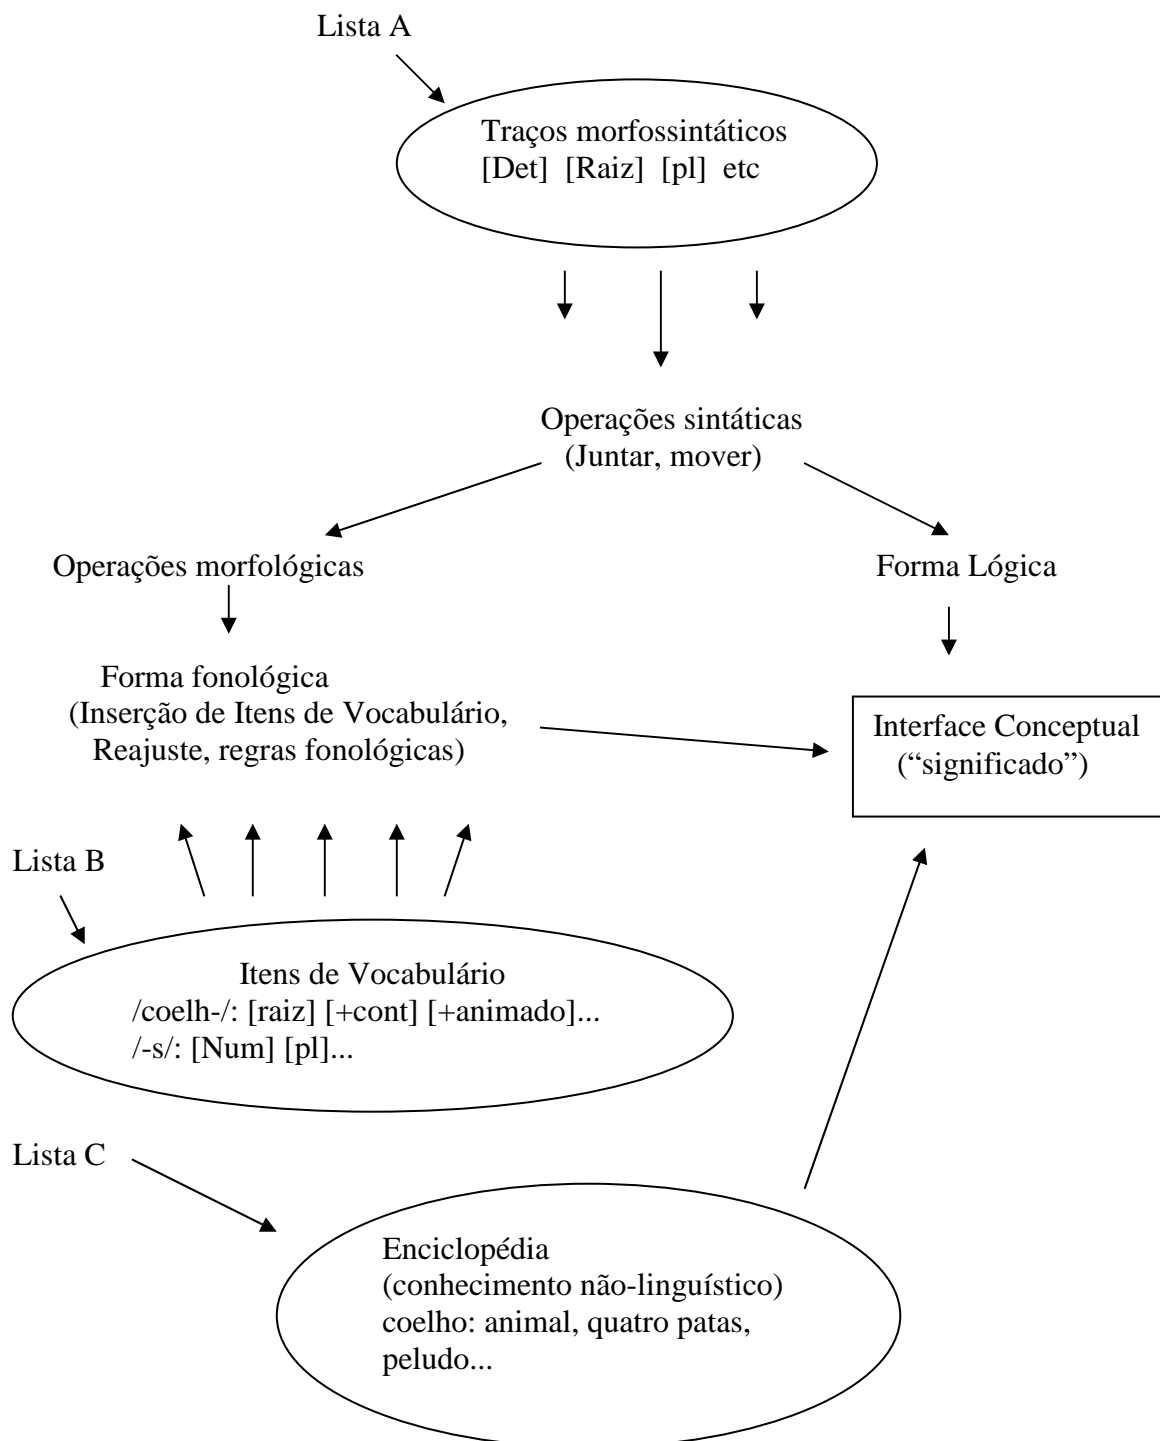 Lista A
Traços morfossintáticos
[Det] [Raiz] [pl] etc
Operações sintáticas
(Juntar, mover)
Operações morfológicas
Forma Lógica
Forma fonológica
(Inserção de Itens de Vocabulário,
Reajuste, regras fonológicas)
Interface Conceptual
(“significado”)
Lista B
Itens de Vocabulário
/coelh-/: [raiz] [+cont] [+animado]...
/-s/: [Num] [pl]...
Lista C
Enciclopédia
(conhecimento não-linguístico)
coelho: animal, quatro patas,
peludo...